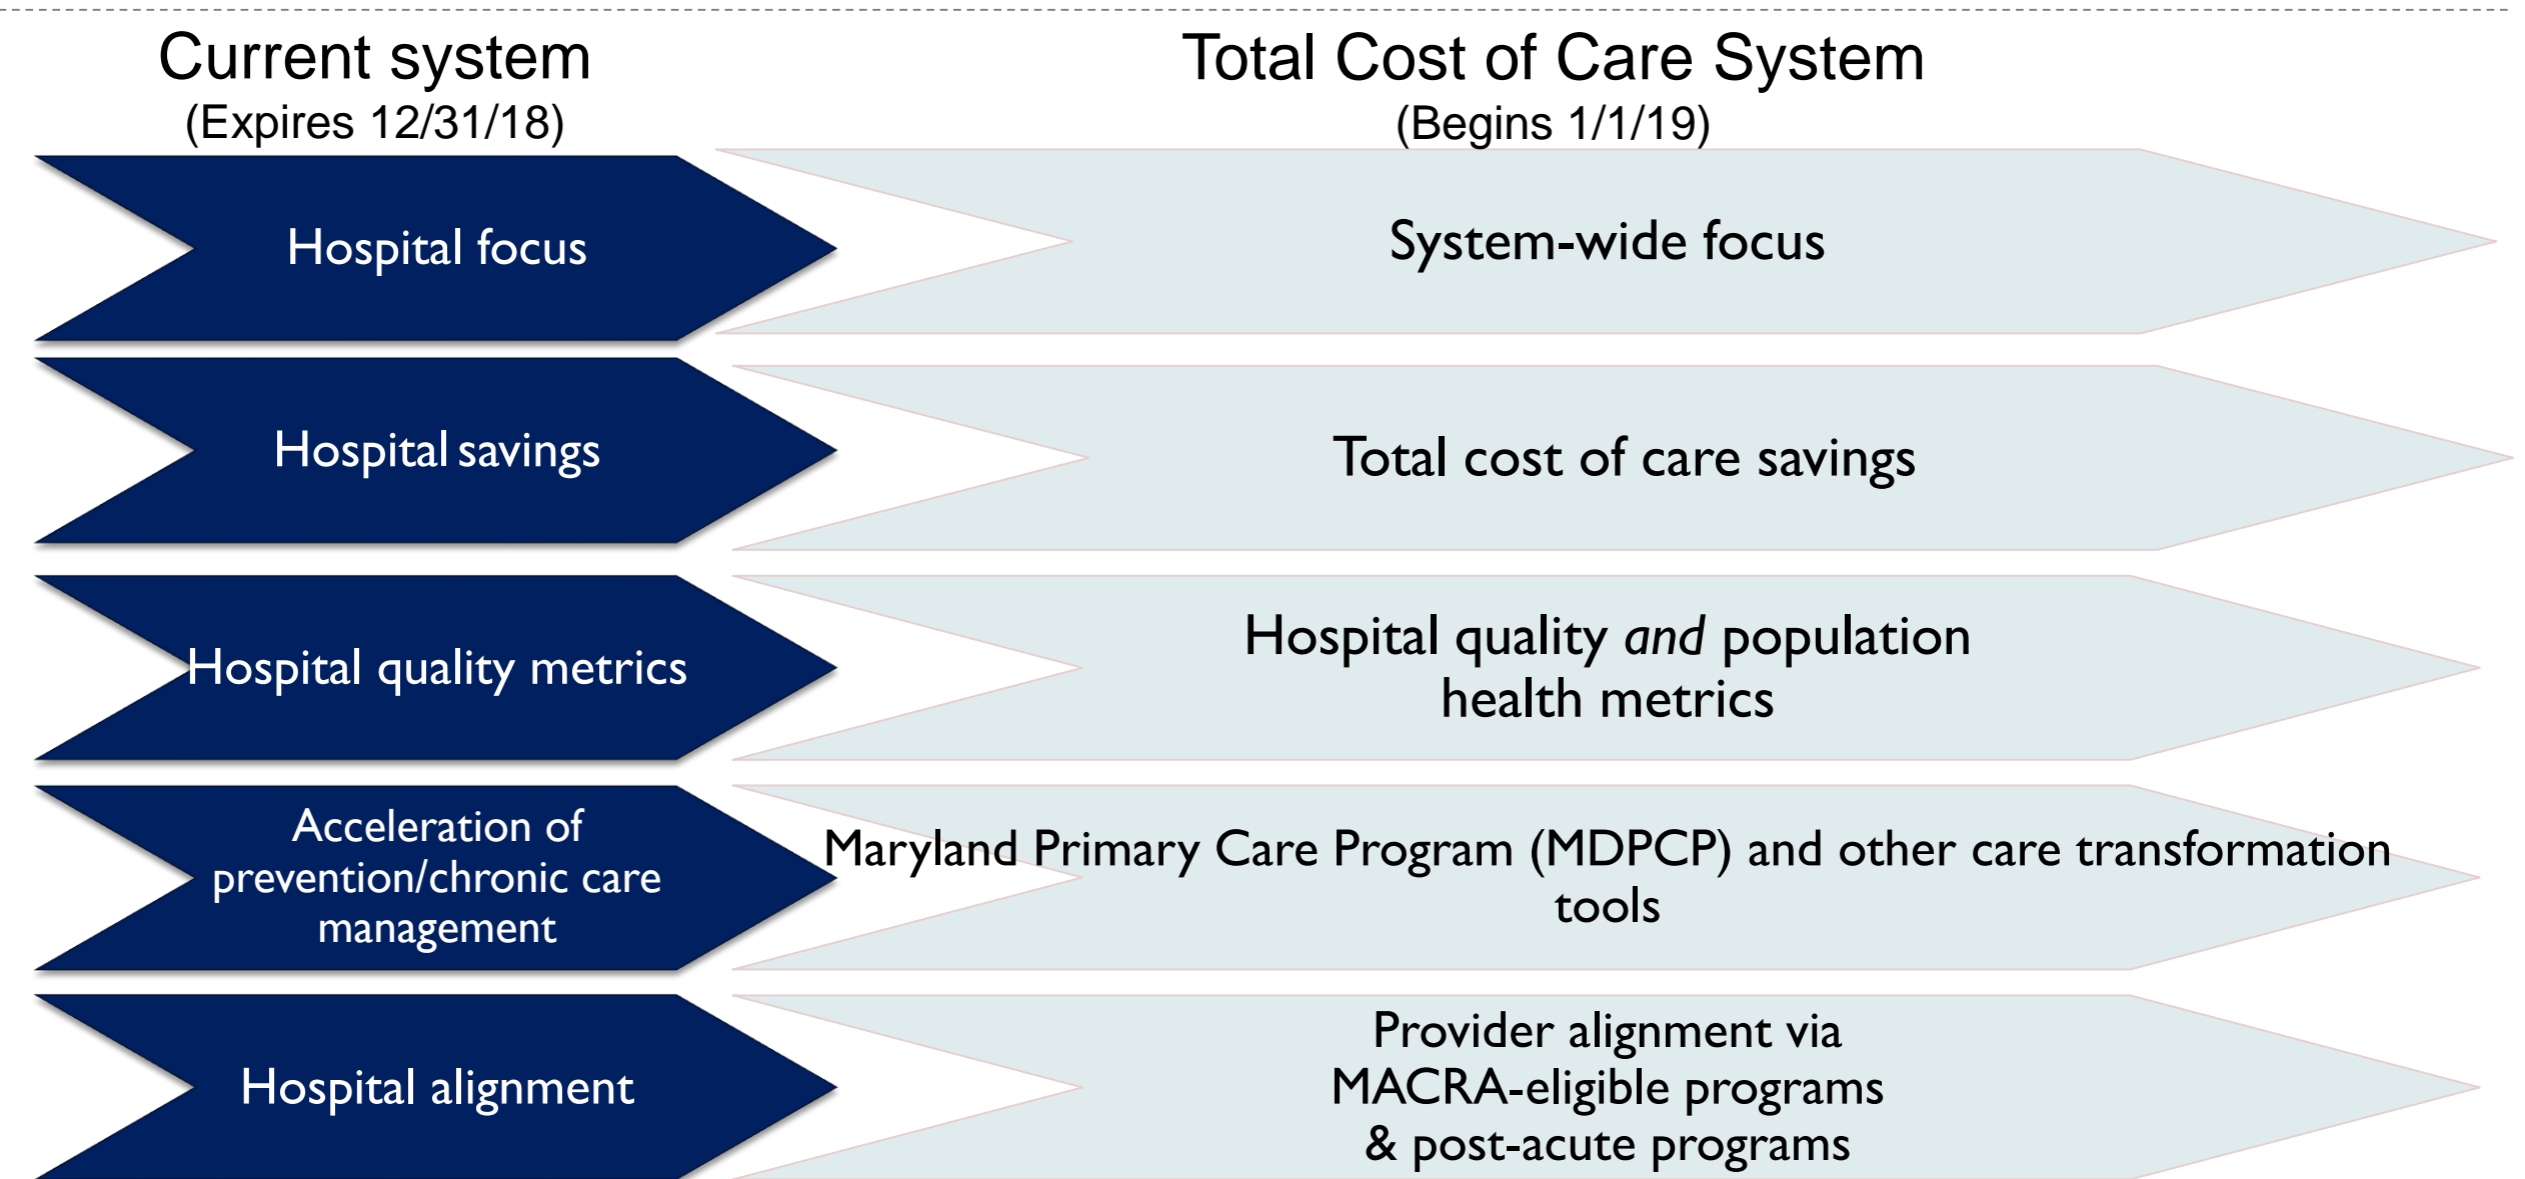 Current system
(Expires 12/31/18)
Total Cost of Care System
(Begins 1/1/19)
Hospital focus
System-wide focus
Hospital savings
Total cost of care savings
Hospital quality metrics
Hospital quality and population
health metrics
Acceleration of
prevention/chronic care
management
Maryland Primary Care Program (MDPCP) and other care transformation
tools
Hospital alignment
Provider alignment via
MACRA-eligible programs
& post-acute programs